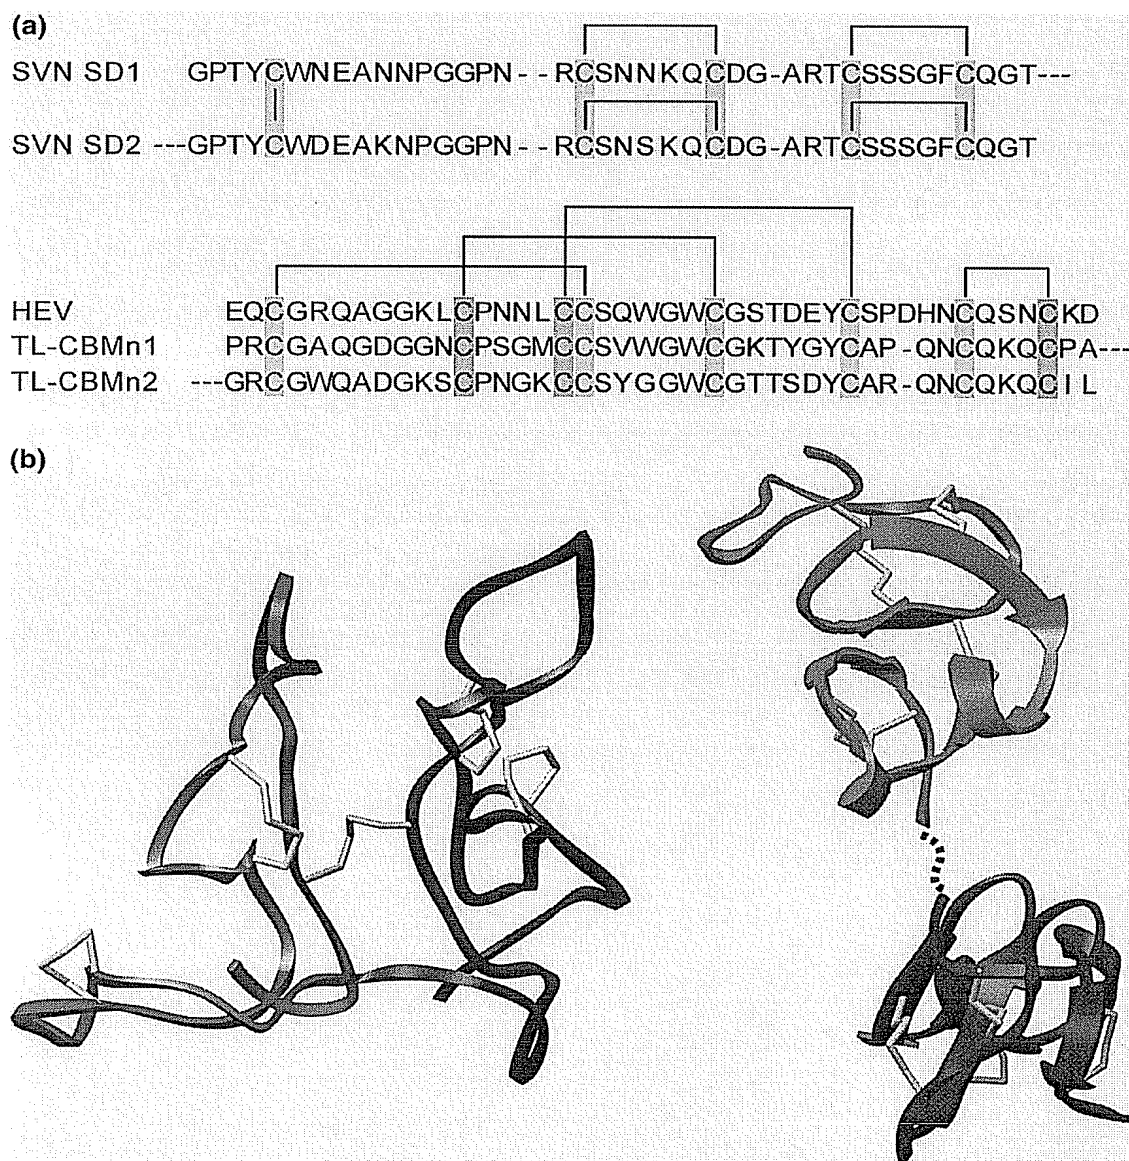 (a)
SVN SD1 GPTYCWNEANNPGGPN--RCSNNKQCDG-ARTCSSSGFCQGT---
SVN SD2 ---GPTYCWDEAKNPGGPN--RCSNSKQCDG-ARTCSSSGFCQGT
HEV EQCGRQAGGKLCPNNLCCSQWGWCGSTDEYCSPDHNCQSNCKD
TL-CBMn1 PRCGAQGDGGNCPSGMCCSVWGWCGKTYGYCAP-QNCQKQCPA---
TL-CBMn2 ---GRCGWQADGKSCPNGKCCSYGGWCGTTSDYCAR-QNCQKQCIL
(b)